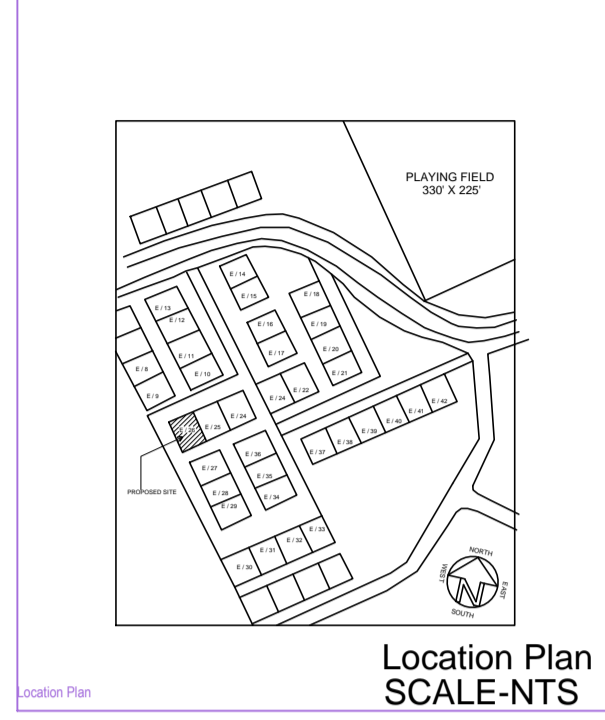 PLAYING FIELD
330' X 225'
E / 14
E / 15
E / 18
E / 13
E / 12
E / 16
E / 19
E / 11
E / 17
E / 20
E / 8
E / 10
E / 21
E / 9
E / 24
E / 22
E / 42
E / 41
E / 40
E / 39
E / 38
E / 37
E / 26
E / 25
E / 24
E / 36
E / 27
E / 35
E / 28
E / 34
E / 29
PROPOSED SITE
E / 33
E / 32
E / 31
E / 30
NORTH
WEST
EAST
N
SOUTH
Location Plan
SCALE-NTS
Location Plan